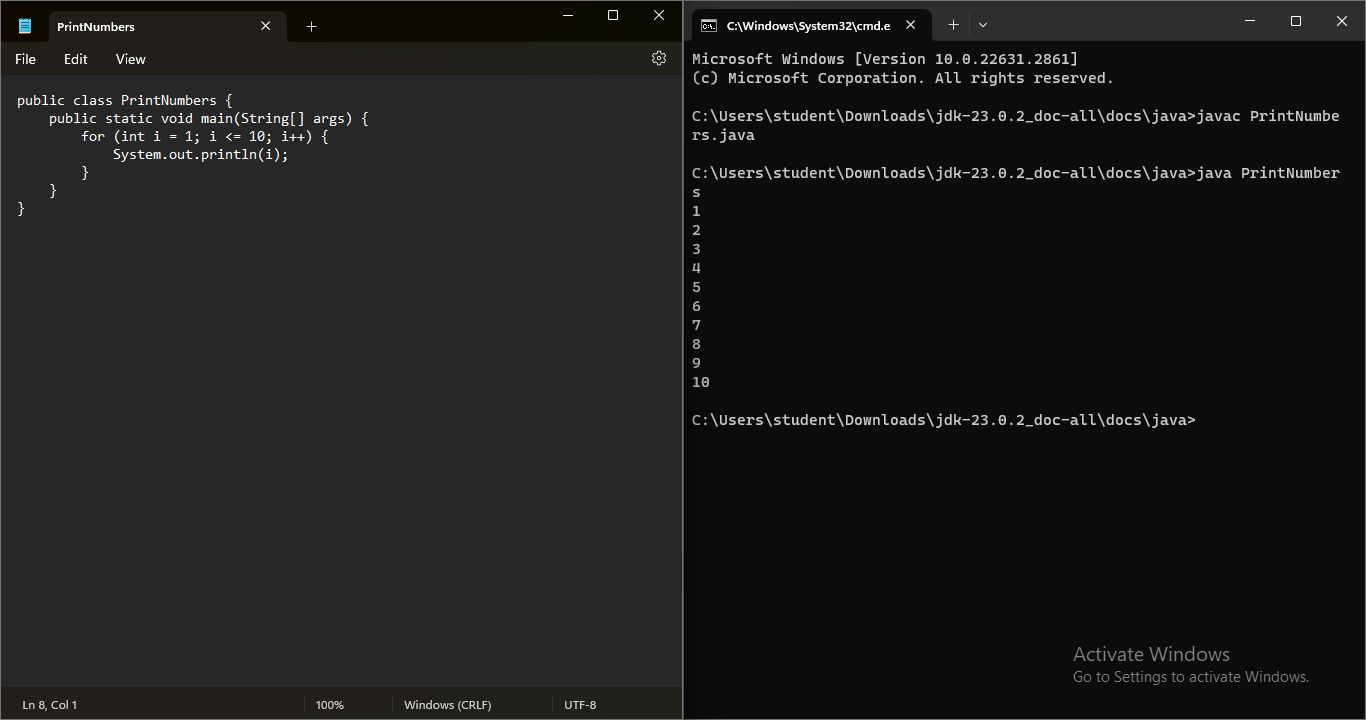 PrintNumbers
File Edit View
public class PrintNumbers {
    public static void main(String[] args) {
        for (int i = 1; i <= 10; i++) {
            System.out.println(i);
        }
    }
}
Ln 8, Col 1 100% Windows (CRLF) UTF-8
C:\Windows\System32\cmd.e
Microsoft Windows [Version 10.0.22631.2861]
(c) Microsoft Corporation. All rights reserved.
C:\Users\student\Downloads\jdk-23.0.2_doc-all\docs\java>javac PrintNumbe
rs.java
C:\Users\student\Downloads\jdk-23.0.2_doc-all\docs\java>java PrintNumber
s
1
2
3
4
5
6
7
8
9
10
C:\Users\student\Downloads\jdk-23.0.2_doc-all\docs\java>
Activate Windows
Go to Settings to activate Windows.